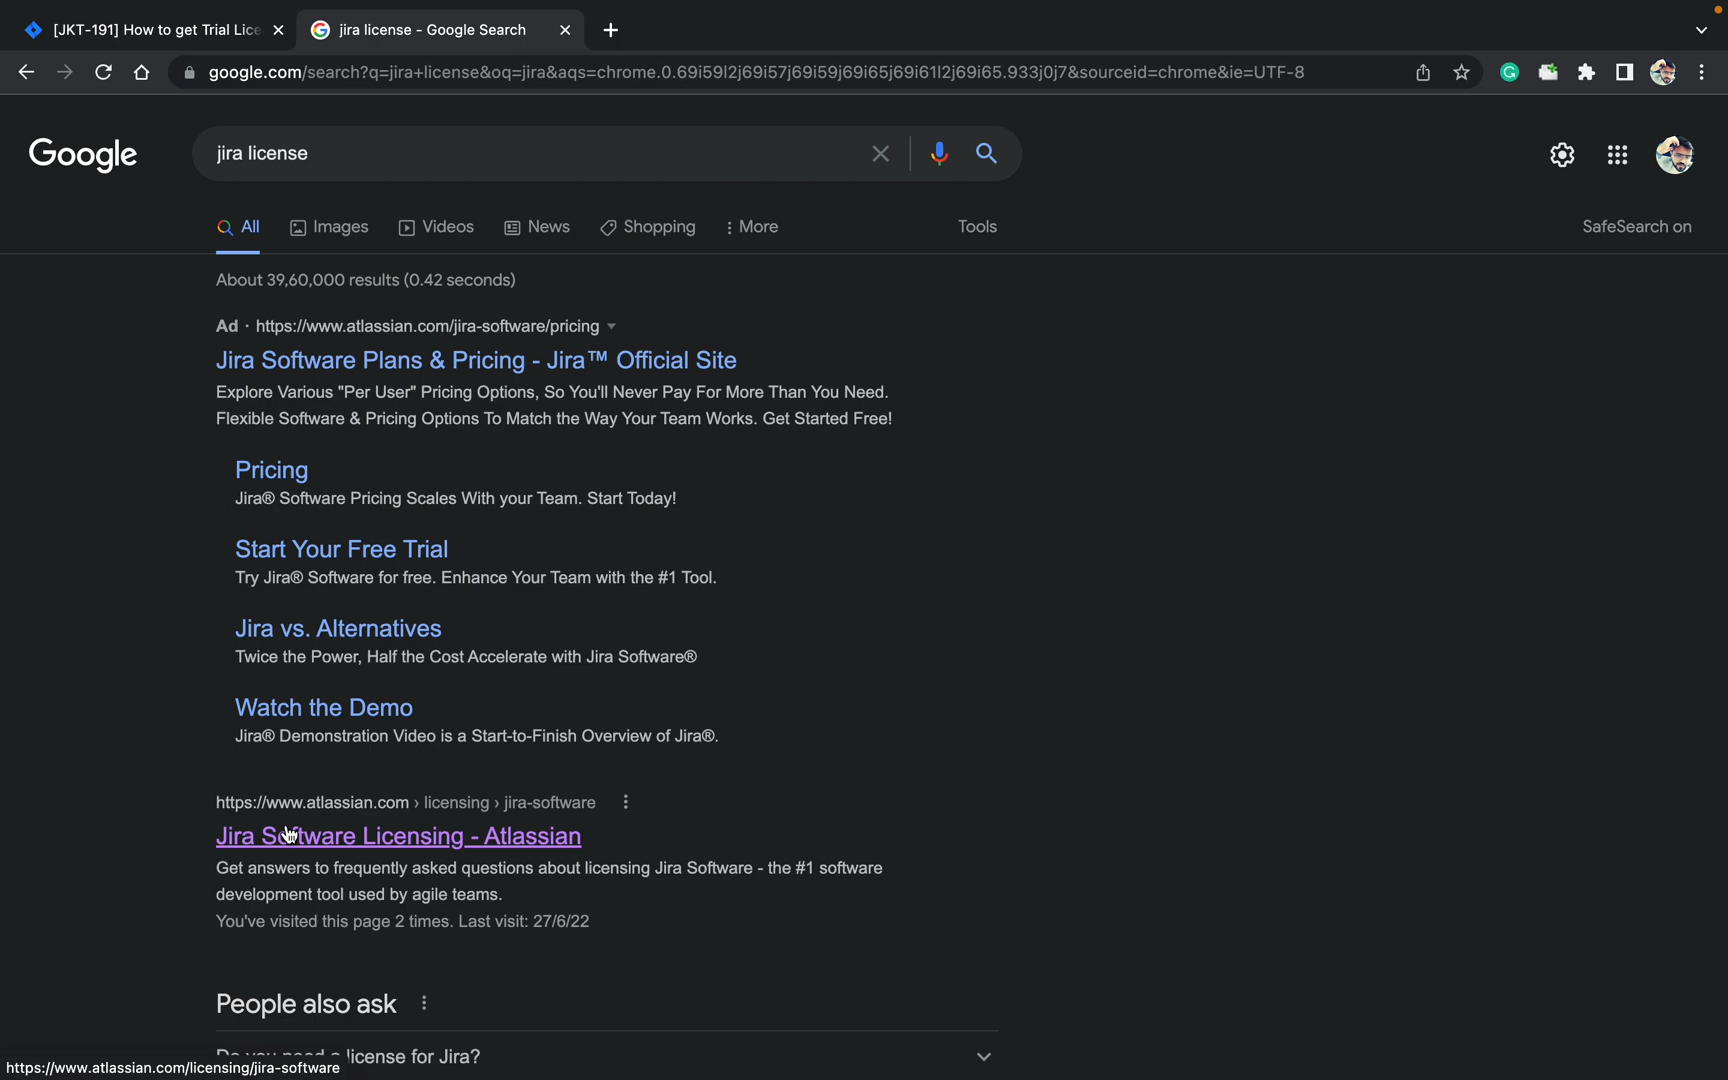 [JKT-191] How to get Trial Lice
jira license - Google Search
google.com/search?q=jira+license&oq=jira&aqs=chrome.0.69i59l2j69i57j69i59j69i65j69i61l2j69i65.933j0j7&sourceid=chrome&ie=UTF-8
Google
jira license
All
Images
Videos
News
Shopping
More
Tools
SafeSearch on
About 39,60,000 results (0.42 seconds)
Ad · https://www.atlassian.com/jira-software/pricing
Jira Software Plans & Pricing - Jira™ Official Site
Explore Various "Per User" Pricing Options, So You'll Never Pay For More Than You Need.
Flexible Software & Pricing Options To Match the Way Your Team Works. Get Started Free!
Pricing
Jira® Software Pricing Scales With your Team. Start Today!
Start Your Free Trial
Try Jira® Software for free. Enhance Your Team with the #1 Tool.
Jira vs. Alternatives
Twice the Power, Half the Cost Accelerate with Jira Software®
Watch the Demo
Jira® Demonstration Video is a Start-to-Finish Overview of Jira®.
https://www.atlassian.com › licensing › jira-software
Jira Software Licensing - Atlassian
Get answers to frequently asked questions about licensing Jira Software - the #1 software
development tool used by agile teams.
You've visited this page 2 times. Last visit: 27/6/22
People also ask
Do you need a license for Jira?
https://www.atlassian.com/licensing/jira-software